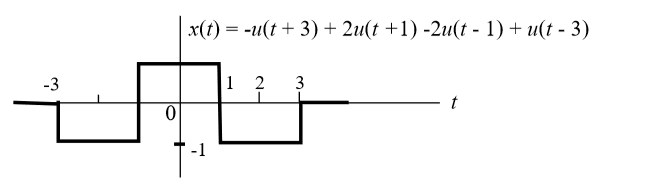 x(t) = -u(t + 3) + 2u(t +1) -2u(t - 1) + u(t - 3)
-3 1 2 3
t
0
-1